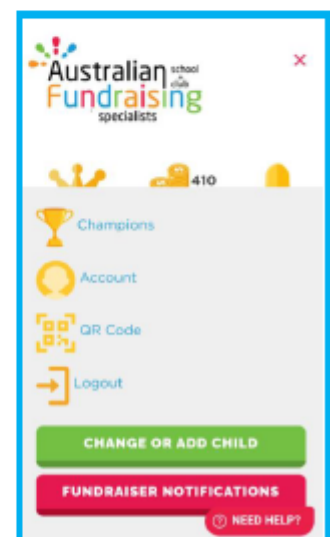 Australian school & club
Fundraising
specialists
×
410
Champions
Account
QR Code
Logout
CHANGE OR ADD CHILD
FUNDRAISER NOTIFICATIONS
? NEED HELP?